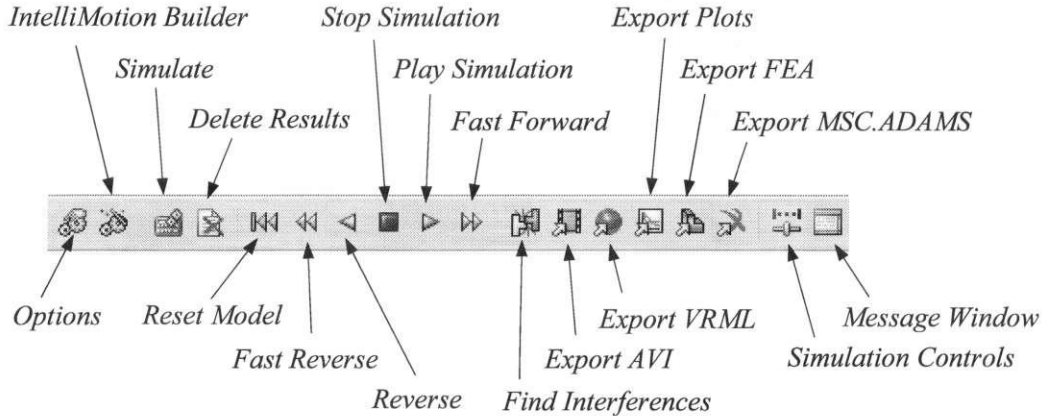 IntelliMotion Builder
Stop Simulation
Export Plots
Simulate
Play Simulation
Export FEA
Delete Results
Fast Forward
Export MSC.ADAMS
Options
Reset Model
Export VRML
Message Window
Fast Reverse
Export AVI
Simulation Controls
Reverse
Find Interferences